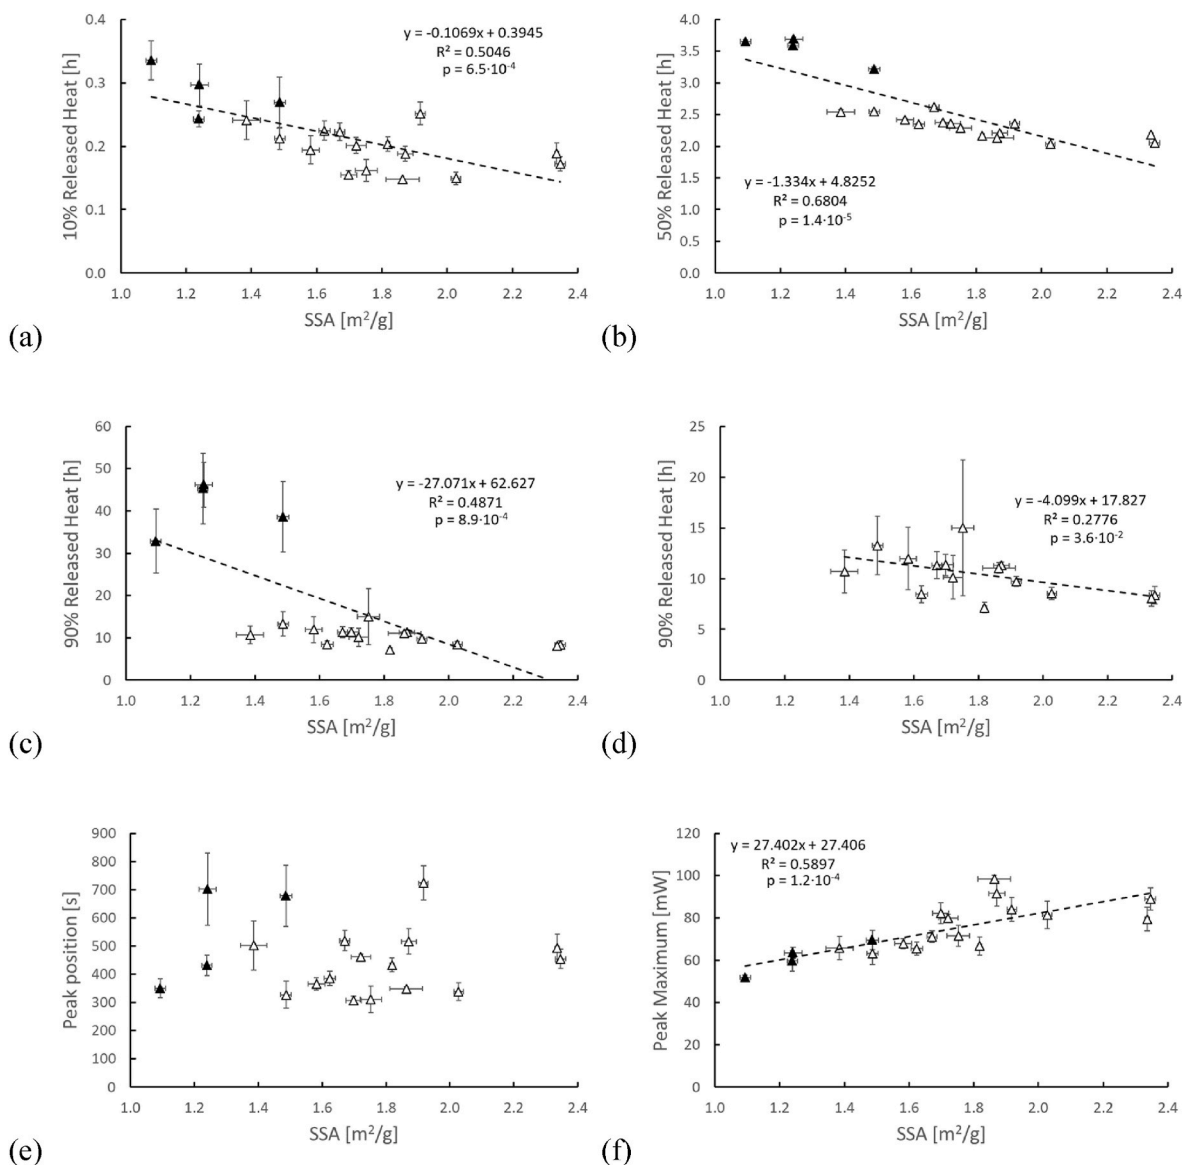 0.4
0.3
0.2
0.1
0.0
10% Released Heat [h]
y = -0.1069x + 0.3945
R² = 0.5046
p = 6.5·10⁻⁴
1.0 1.2 1.4 1.6 1.8 2.0 2.2 2.4
SSA [m²/g]
(a)
4.0
3.5
3.0
2.5
2.0
1.5
1.0
0.5
0.0
50% Released Heat [h]
y = -1.334x + 4.8252
R² = 0.6804
p = 1.4·10⁻⁵
1.0 1.2 1.4 1.6 1.8 2.0 2.2 2.4
SSA [m²/g]
(b)
60
50
40
30
20
10
0
90% Released Heat [h]
y = -27.071x + 62.627
R² = 0.4871
p = 8.9·10⁻⁴
1.0 1.2 1.4 1.6 1.8 2.0 2.2 2.4
SSA [m²/g]
(c)
25
20
15
10
5
0
90% Released Heat [h]
y = -4.099x + 17.827
R² = 0.2776
p = 3.6·10⁻²
1.0 1.2 1.4 1.6 1.8 2.0 2.2 2.4
SSA [m²/g]
(d)
900
800
700
600
500
400
300
200
100
0
Peak position [s]
1.0 1.2 1.4 1.6 1.8 2.0 2.2 2.4
SSA [m²/g]
(e)
120
100
80
60
40
20
0
Peak Maximum [mW]
y = 27.402x + 27.406
R² = 0.5897
p = 1.2·10⁻⁴
1.0 1.2 1.4 1.6 1.8 2.0 2.2 2.4
SSA [m²/g]
(f)